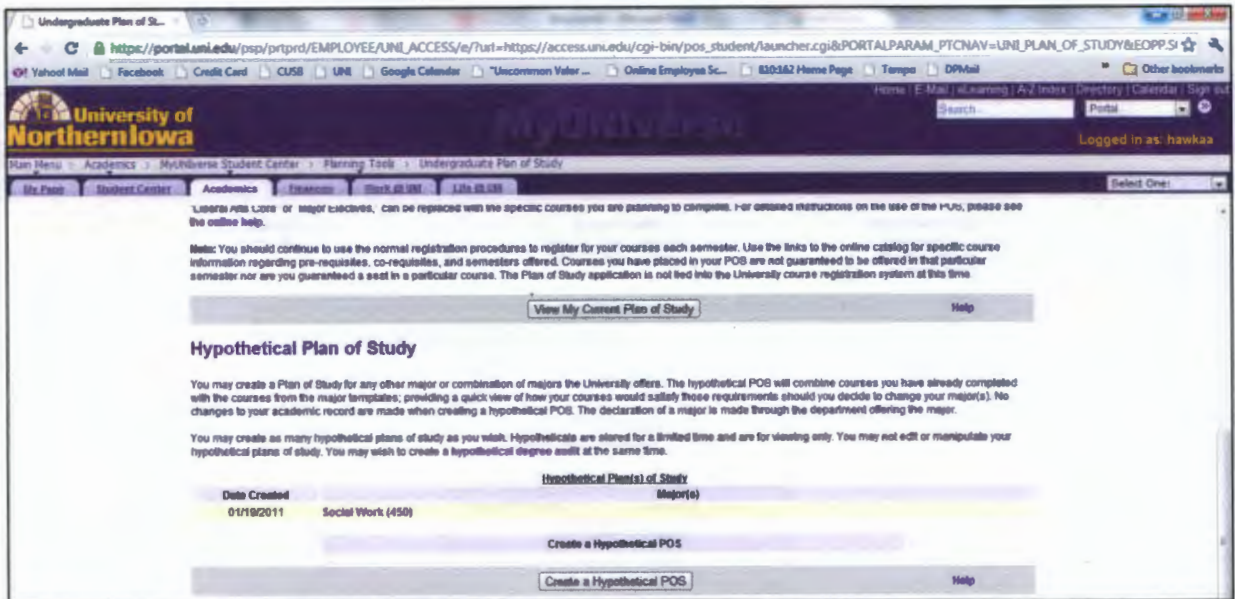 Undergraduate Plan of St...
https://portal.uni.edu/psp/prtprd/EMPLOYEE/UNI_ACCESS/e/?url=https://access.uni.edu/cgi-bin/pos_student/launcher.cgi&PORTALPARAM_PTCNAV=UNI_PLAN_OF_STUDY&EOPP.S
Yahoo! Mail Facebook Credit Card CUSB UNI Google Calendar "Uncommon Valor ... Online Employee Sc... 810:162 Home Page Tempo DPMail » Other bookmarks
Home | E-Mail | eLearning | A-Z Index | Directory | Calendar | Sign out
University of
Northern Iowa
MyUNIverse
Search Portal
Logged in as: hawkaa
Main Menu > Academics > MyUNIverse Student Center > Planning Tools > Undergraduate Plan of Study
My Page Student Center Academics Finances Work @ UNI Life @ UNI Select One:
"Liberal Arts Core" or "Major Electives," can be replaced with the specific courses you are planning to complete. For detailed instructions on the use of the POS, please see
the online help.
Note: You should continue to use the normal registration procedures to register for your courses each semester. Use the links to the online catalog for specific course
information regarding pre-requisites, co-requisites, and semesters offered. Courses you have placed in your POS are not guaranteed to be offered in that particular
semester nor are you guaranteed a seat in a particular course. The Plan of Study application is not tied into the University course registration system at this time.
View My Current Plan of Study Help
Hypothetical Plan of Study
You may create a Plan of Study for any other major or combination of majors the University offers. The hypothetical POS will combine courses you have already completed
with the courses from the major templates; providing a quick view of how your courses would satisfy those requirements should you decide to change your major(s). No
changes to your academic record are made when creating a hypothetical POS. The declaration of a major is made through the department offering the major.
You may create as many hypothetical plans of study as you wish. Hypotheticals are stored for a limited time and are for viewing only. You may not edit or manipulate your
hypothetical plans of study. You may wish to create a hypothetical degree audit at the same time.
Hypothetical Plan(s) of Study
Date Created Major(s)
01/19/2011 Social Work (450)
Create a Hypothetical POS
Create a Hypothetical POS Help